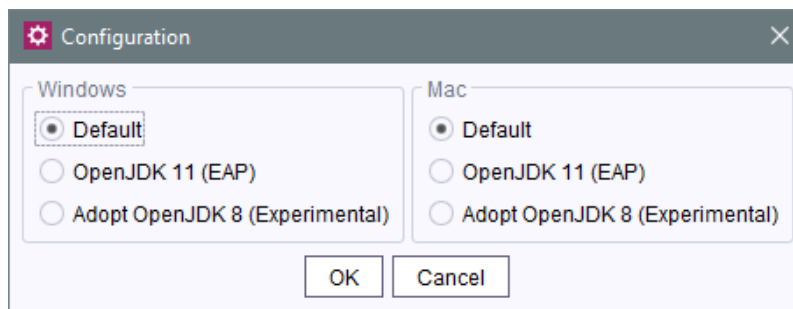 Configuration
Windows
Default
OpenJDK 11 (EAP)
Adopt OpenJDK 8 (Experimental)
Mac
Default
OpenJDK 11 (EAP)
Adopt OpenJDK 8 (Experimental)
OK
Cancel